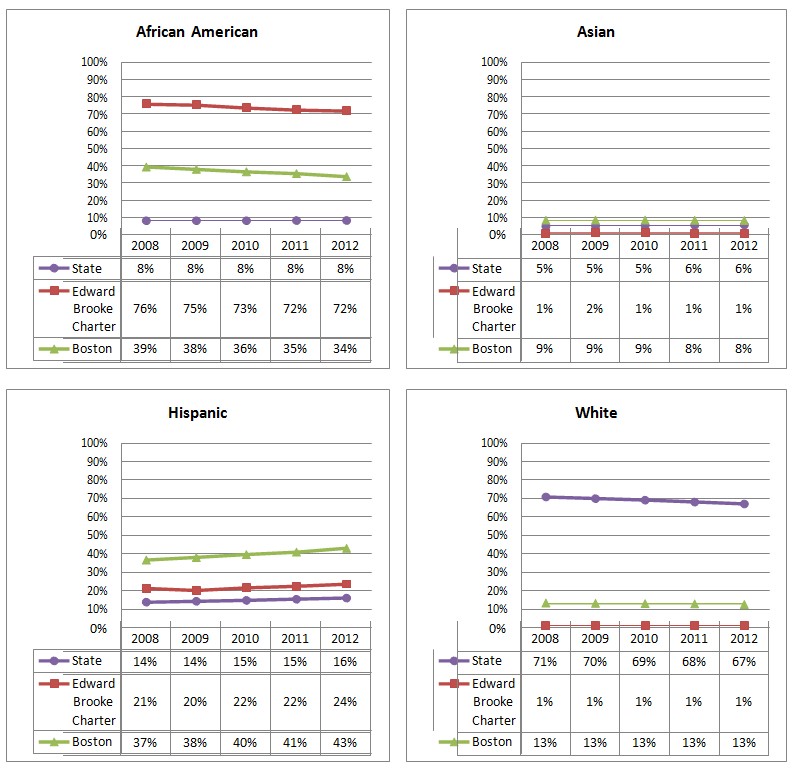 African American
100%
90%
80%
70%
60%
50%
40%
30%
20%
10%
0%
2008 2009 2010 2011 2012
State 8% 8% 8% 8% 8%
Edward Brooke Charter 76% 75% 73% 72% 72%
Boston 39% 38% 36% 35% 34%
Asian
100%
90%
80%
70%
60%
50%
40%
30%
20%
10%
0%
2008 2009 2010 2011 2012
State 5% 5% 5% 6% 6%
Edward Brooke Charter 1% 2% 1% 1% 1%
Boston 9% 9% 9% 8% 8%
Hispanic
100%
90%
80%
70%
60%
50%
40%
30%
20%
10%
0%
2008 2009 2010 2011 2012
State 14% 14% 15% 15% 16%
Edward Brooke Charter 21% 20% 22% 22% 24%
Boston 37% 38% 40% 41% 43%
White
100%
90%
80%
70%
60%
50%
40%
30%
20%
10%
0%
2008 2009 2010 2011 2012
State 71% 70% 69% 68% 67%
Edward Brooke Charter 1% 1% 1% 1% 1%
Boston 13% 13% 13% 13% 13%